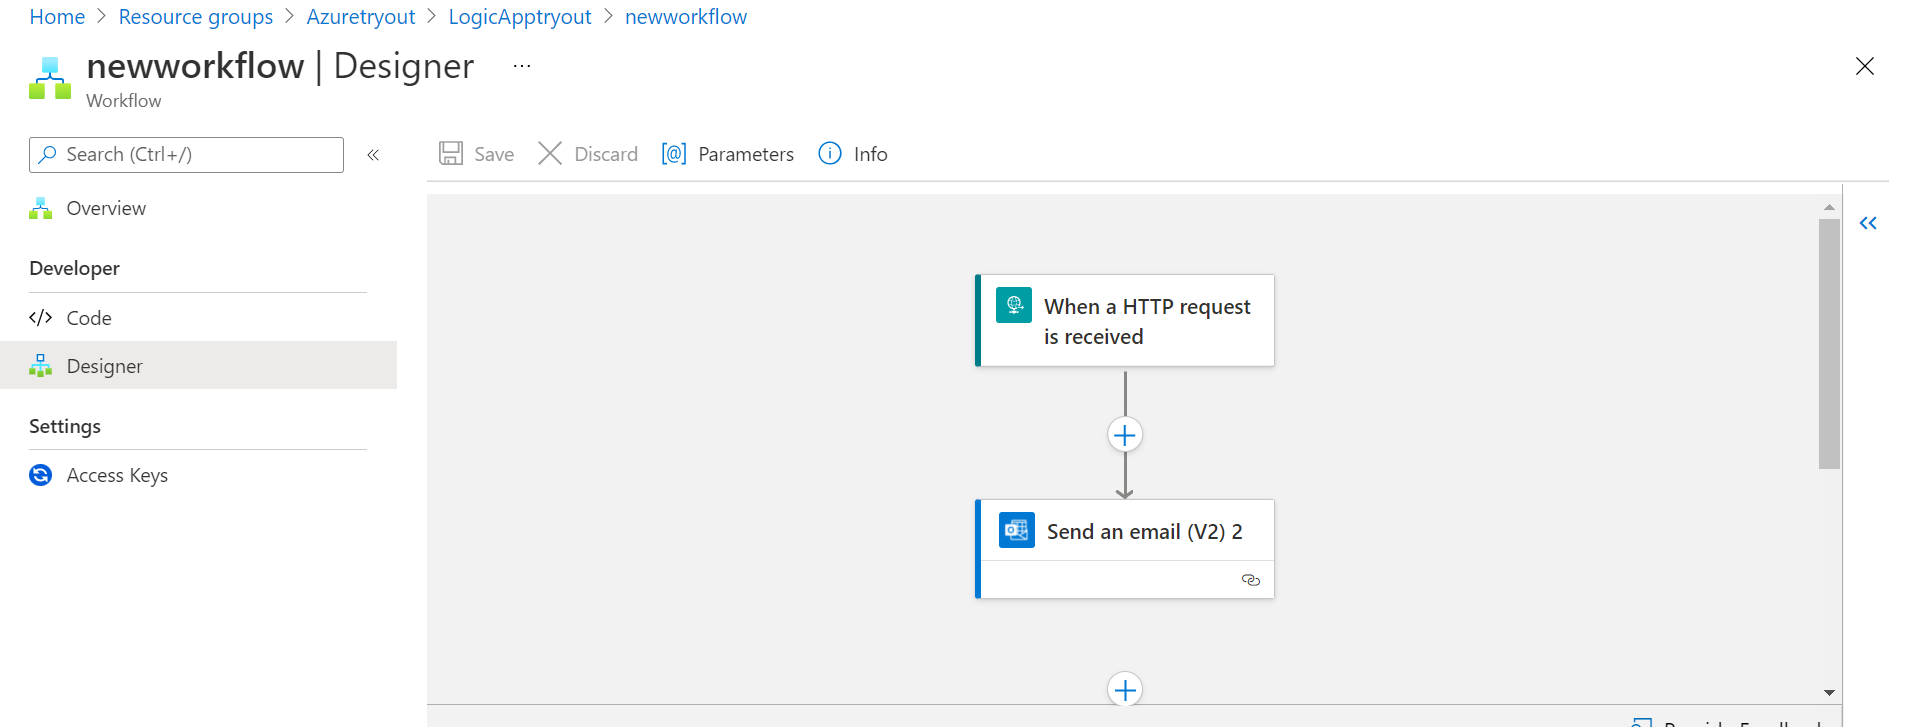 Home > Resource groups > Azuretryout > LogicApptryout > newworkflow
newworkflow | Designer ...
Workflow
Search (Ctrl+/)
Save
Discard
Parameters
Info
Overview
Developer
Code
Designer
Settings
Access Keys
When a HTTP request
is received
Send an email (V2) 2